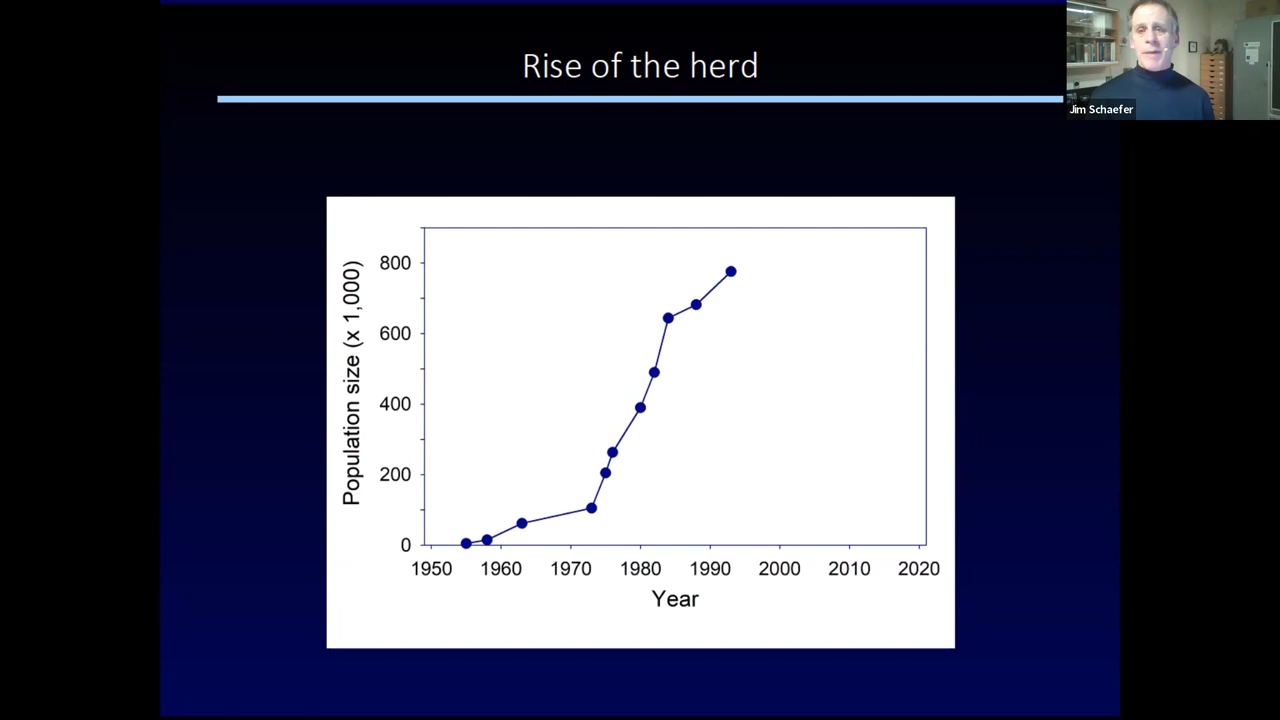 Rise of the herd
Jim Schaefer
Population size (x 1,000)
800
600
400
200
0
1950 1960 1970 1980 1990 2000 2010 2020
Year